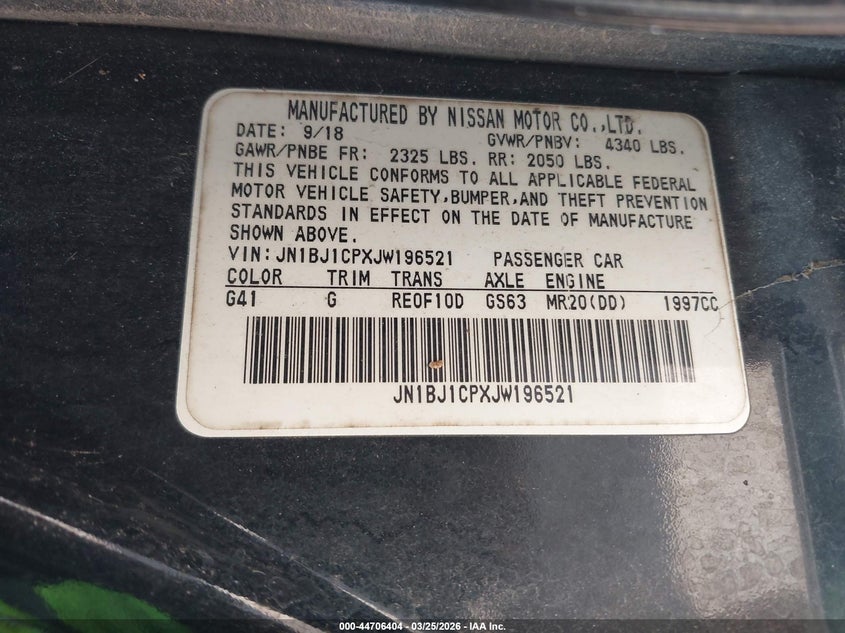 MANUFACTURED BY NISSAN MOTOR CO.,LTD.
DATE: 9/18 GVWR/PNBV: 4340 LBS.
GAWR/PNBE FR: 2325 LBS. RR: 2050 LBS.
THIS VEHICLE CONFORMS TO ALL APPLICABLE FEDERAL
MOTOR VEHICLE SAFETY,BUMPER,AND THEFT PREVENTION
STANDARDS IN EFFECT ON THE DATE OF MANUFACTURE
SHOWN ABOVE.
VIN: JN1BJ1CPXJW196521 PASSENGER CAR
COLOR TRIM TRANS AXLE ENGINE
G41 G RE0F10D GS63 MR20(DD) 1997CC
JN1BJ1CPXJW196521
000-44706404 - 03/25/2026 - IAA Inc.